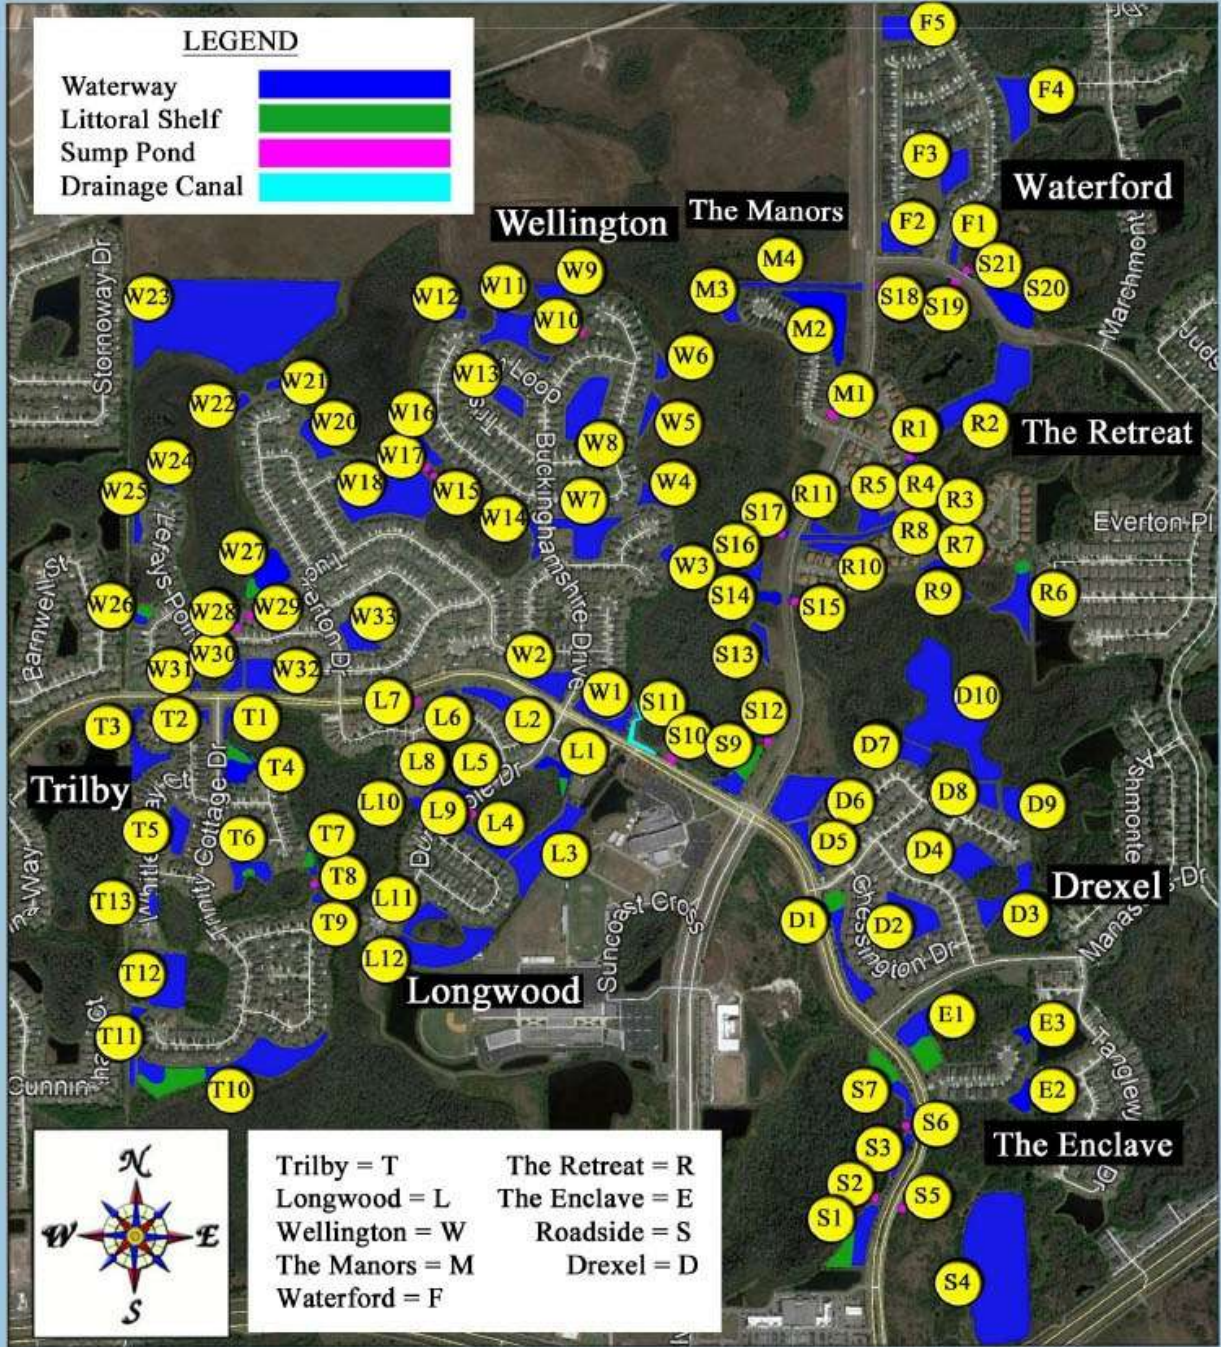 LEGEND
Waterway
Littoral Shelf
Sump Pond
Drainage Canal
F5
F4
F3
Waterford
The Manors
Wellington
F2
F1
M4
S21
W9
W11
M3
S20
W23
W12
S18
S19
W10
M2
Stornoway Dr
Marchmont
W6
W13
Loop
W21
M1
W22
W16
W20
W5
R2
R1
The Retreat
W8
W17
W24
W18
W4
R5
R4
W25
W15
R11
R3
W7
S17
W14
Buckinghamshire Drive
R8
Everton Pl
S16
R7
W27
W3
R10
R9
R6
Barnwell St
W26
W28
W29
Tuckerton Dr
W33
S14
S15
W30
W2
S13
W31
W32
W1
D10
L7
S11
S12
T3
T2
T1
L6
L2
S10
S9
D7
L1
T4
L8
L5
Trilby
Ct
L10
D6
D8
D9
T5
T6
T7
L9
L4
D5
D4
Trinity Cottage Dr
L3
T8
Drexel
T13
L11
T9
D1
D2
D3
Suncoast Cross
Chessington Dr
L12
T12
Longwood
E1
E3
T11
T10
S7
E2
S6
The Enclave
S3
S2
S5
S1
S4
N
W
E
S
Trilby = T
Longwood = L
Wellington = W
The Manors = M
Waterford = F
The Retreat = R
The Enclave = E
Roadside = S
Drexel = D